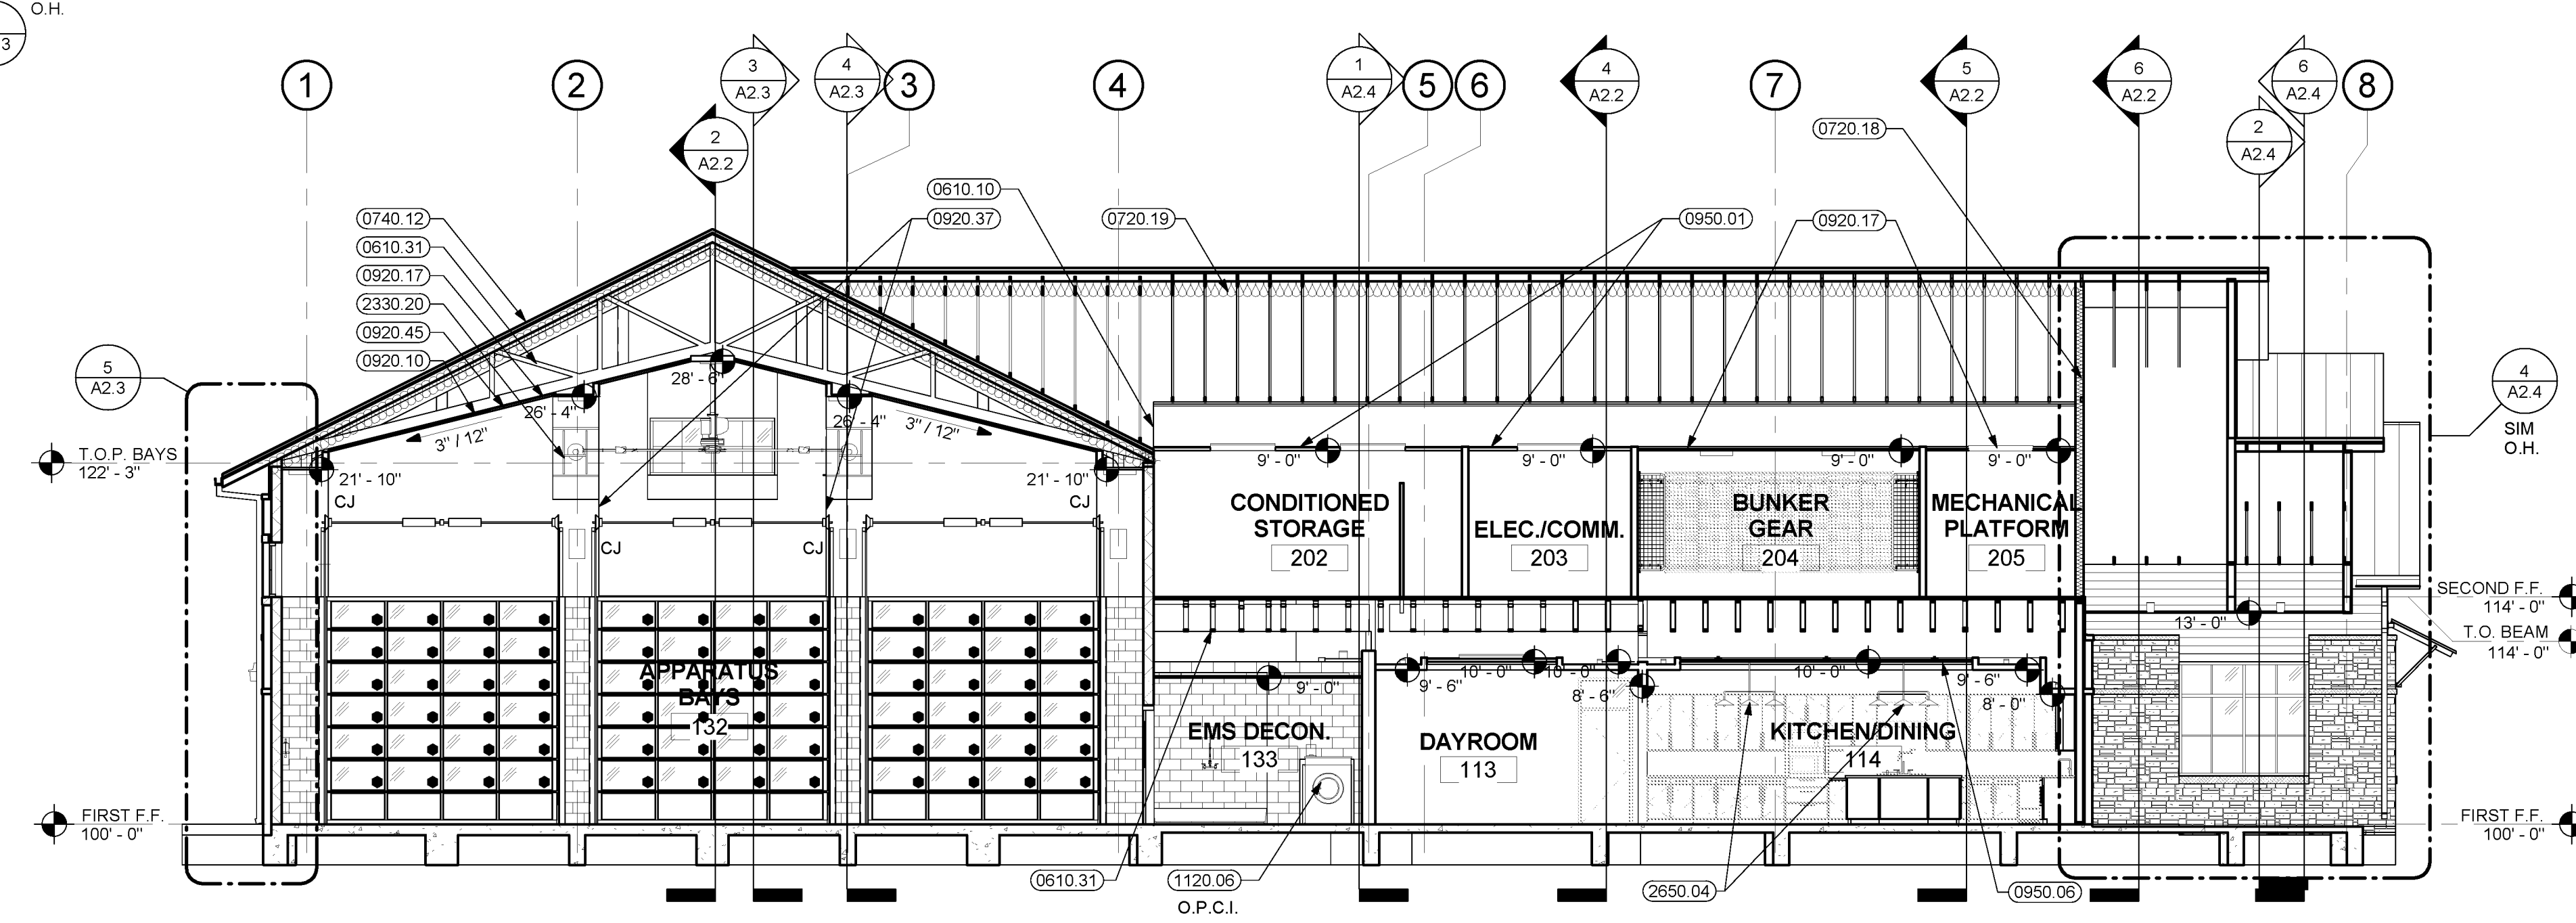 O.H.
3
1
2
3
A2.3
4
A2.3
3
4
1
A2.4
5
6
4
A2.2
7
5
A2.2
6
A2.2
6
A2.4
8
2
A2.2
2
A2.4
0720.18
0610.10
0740.12
0920.37
0720.19
0950.01
0920.17
0610.31
0920.17
2330.20
0920.45
0920.10
5
A2.3
4
A2.4
SIM
O.H.
28' - 6"
26' - 4"
26' - 4"
3" / 12"
3" / 12"
T.O.P. BAYS
122' - 3"
21' - 10"
21' - 10"
CJ
CJ
CJ
CJ
9' - 0"
9' - 0"
9' - 0"
9' - 0"
CONDITIONED
STORAGE
202
ELEC./COMM.
203
BUNKER
GEAR
204
MECHANICAL
PLATFORM
205
SECOND F.F.
114' - 0"
T.O. BEAM
114' - 0"
13' - 0"
APPARATUS
BAYS
132
9' - 0"
9' - 6"
10' - 0"
10' - 0"
8' - 6"
10' - 0"
9' - 6"
8' - 0"
EMS DECON.
133
DAYROOM
113
KITCHEN/DINING
114
FIRST F.F.
100' - 0"
FIRST F.F.
100' - 0"
0610.31
1120.06
O.P.C.I.
2650.04
0950.06